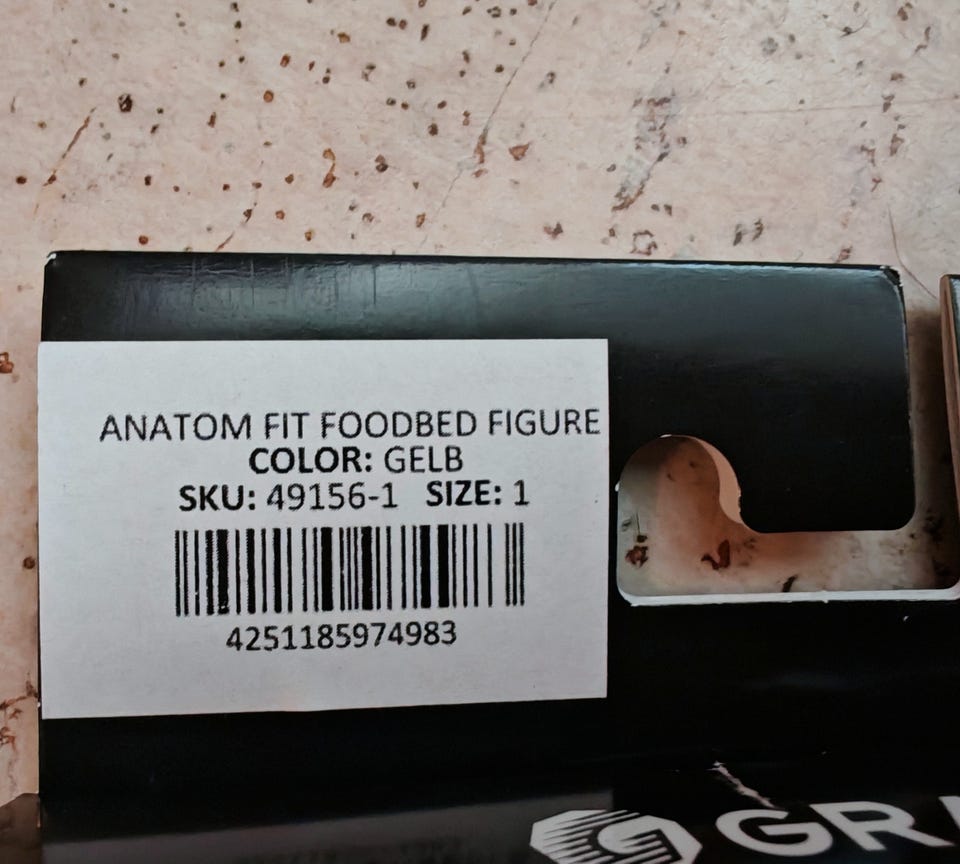 ANATOM FIT FOODBED FIGURE
COLOR: GELB
SKU: 49156-1 SIZE: 1
4251185974983